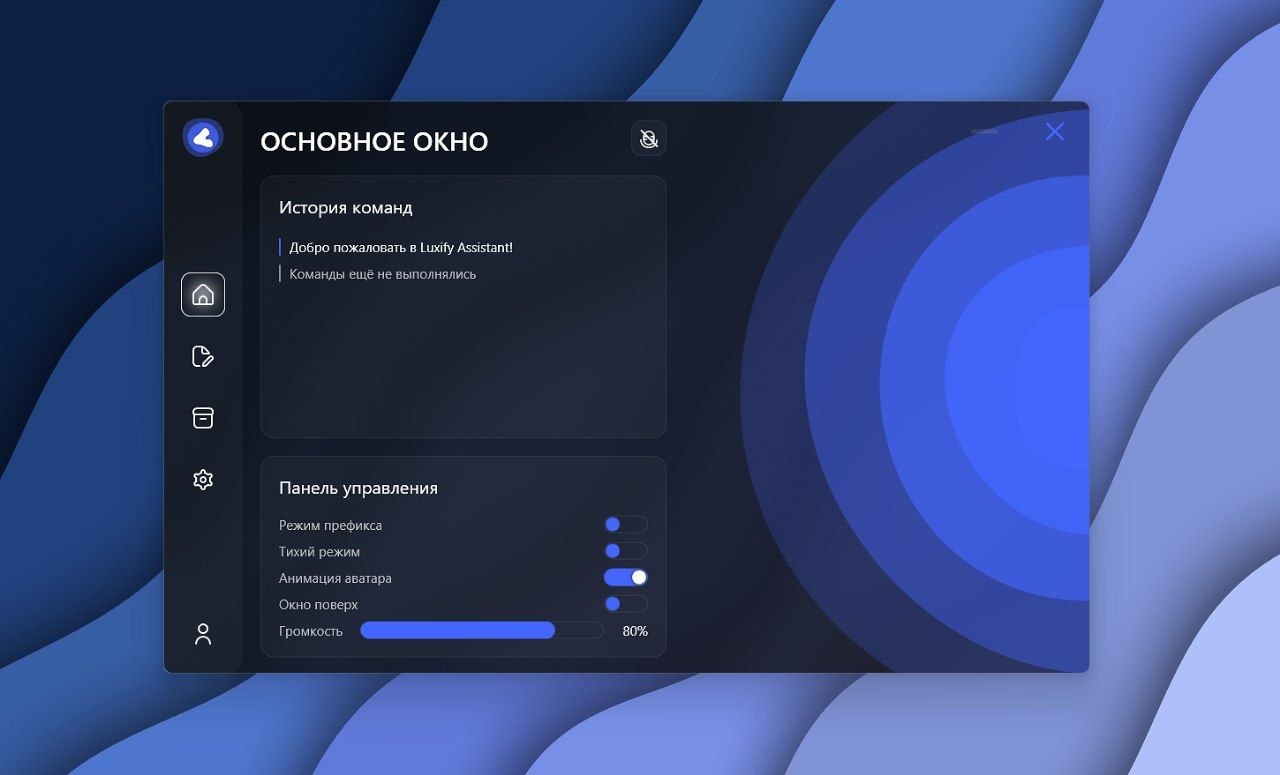 ОСНОВНОЕ ОКНО
История команд
Добро пожаловать в Luxify Assistant!
Команды ещё не выполнялись
Панель управления
Режим префикса
Тихий режим
Анимация аватара
Окно поверх
Громкость 80%